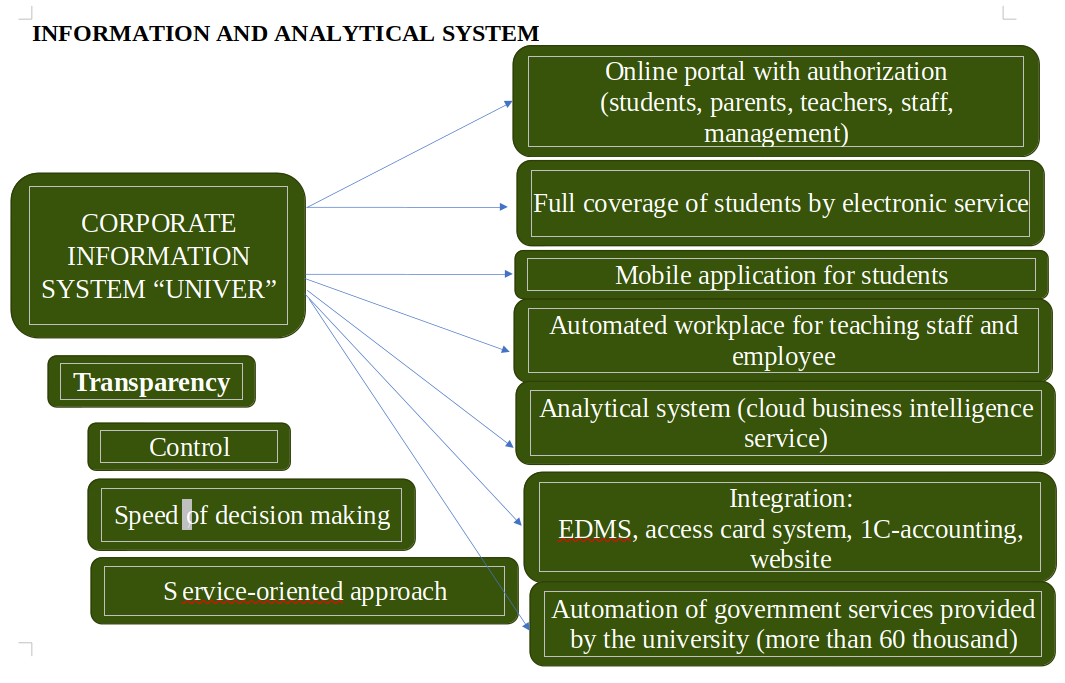 INFORMATION AND ANALYTICAL SYSTEM
CORPORATE
INFORMATION
SYSTEM “UNIVER”
Transparency
Control
Speed of decision making
S ervice-oriented approach
Online portal with authorization
(students, parents, teachers, staff,
management)
Full coverage of students by electronic service
Mobile application for students
Automated workplace for teaching staff and
employee
Analytical system (cloud business intelligence
service)
Integration:
EDMS, access card system, 1C-accounting,
website
Automation of government services provided
by the university (more than 60 thousand)